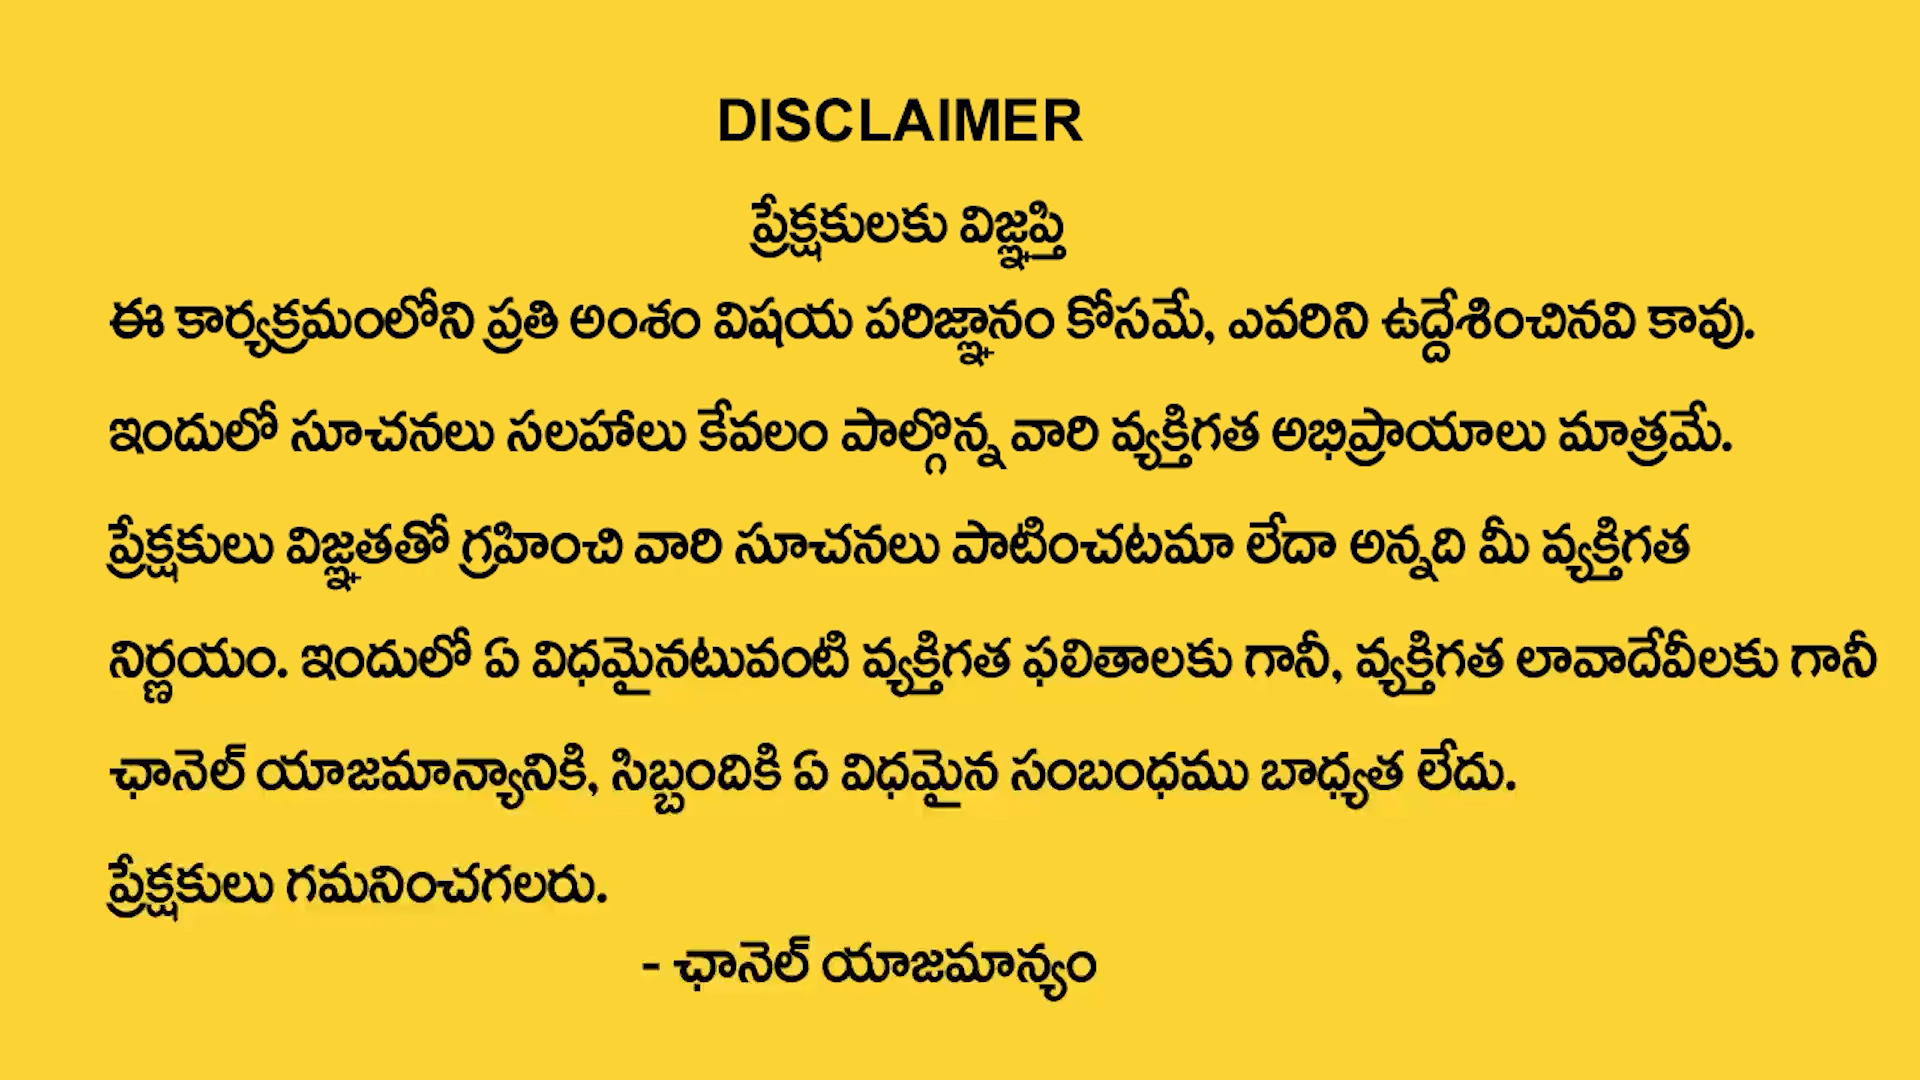 DISCLAIMER
ప్రేక్షకులకు విజ్ఞప్తి
ఈ కార్యక్రమంలోని ప్రతి అంశం విషయ పరిజ్ఞానం కోసమే, ఎవరిని ఉద్దేశించినవి కావు.
ఇందులో సూచనలు సలహాలు కేవలం పాల్గొన్న వారి వ్యక్తిగత అభిప్రాయాలు మాత్రమే.
ప్రేక్షకులు విజ్ఞతతో గ్రహించి వారి సూచనలు పాటించటమా లేదా అన్నది మీ వ్యక్తిగత
నిర్ణయం. ఇందులో ఏ విధమైనటువంటి వ్యక్తిగత ఫలితాలకు గానీ, వ్యక్తిగత లావాదేవీలకు గానీ
ఛానెల్ యాజమాన్యానికి, సిబ్బందికి ఏ విధమైన సంబంధము బాధ్యత లేదు.
ప్రేక్షకులు గమనించగలరు.
- ఛానెల్ యాజమాన్యం